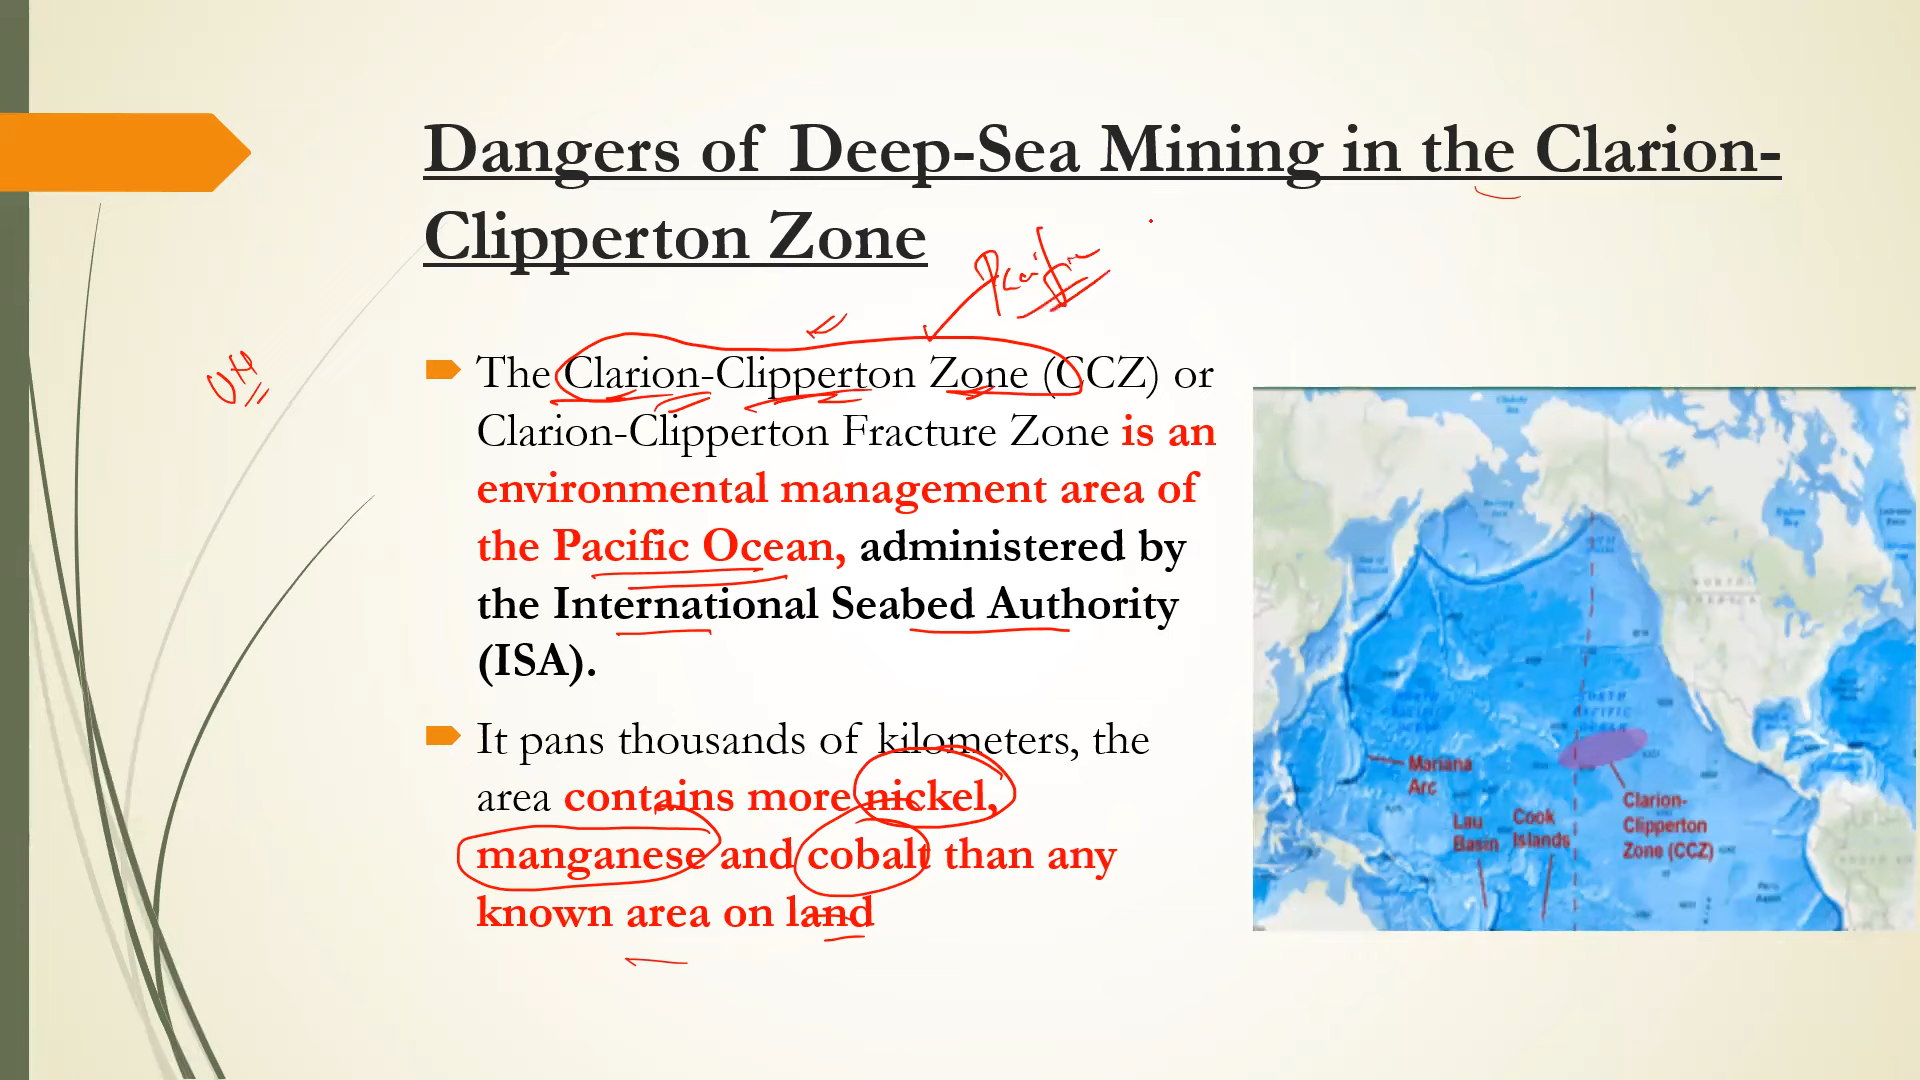 Dangers of Deep-Sea Mining in the Clarion-
Clipperton Zone
Pacific
UN
The Clarion-Clipperton Zone (CCZ) or
Clarion-Clipperton Fracture Zone is an
environmental management area of
the Pacific Ocean, administered by
the International Seabed Authority
(ISA).
It pans thousands of kilometers, the
area contains more nickel,
manganese and cobalt than any
known area on land
Mariana
Arc
Lau
Basin
Cook
Islands
Clarion-
Clipperton
Zone (CCZ)